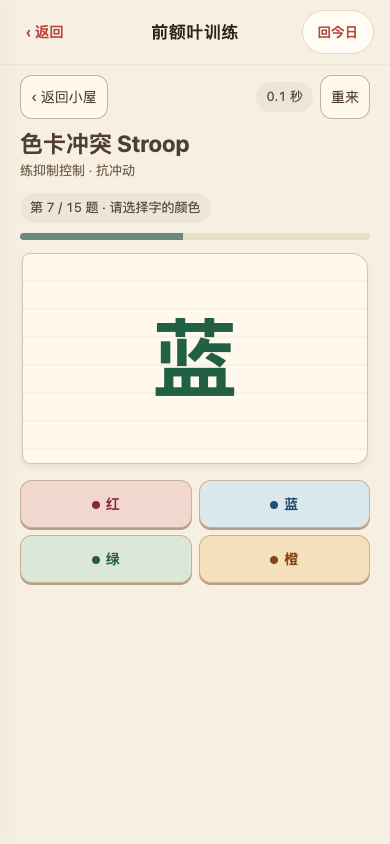 ‹ 返回
前额叶训练
回今日
‹ 返回小屋
0.1 秒
重来
色卡冲突 Stroop
练抑制控制 · 抗冲动
第 7 / 15 题 · 请选择字的颜色
蓝
红
蓝
绿
橙